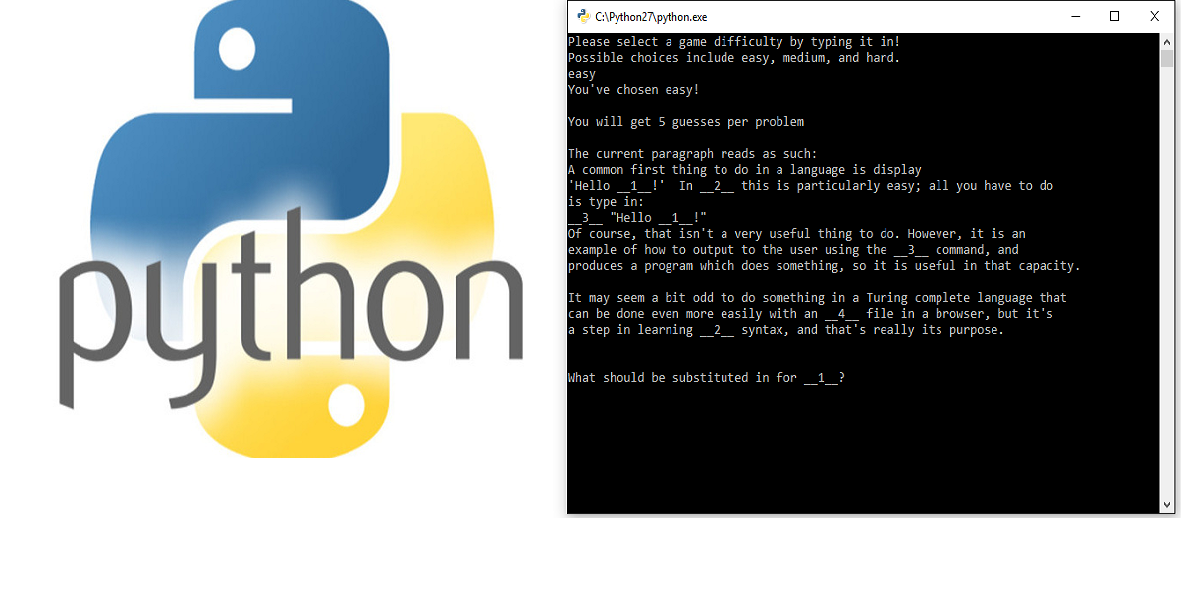 python
C:\Python27\python.exe
Please select a game difficulty by typing it in!
Possible choices include easy, medium, and hard.
easy
You've chosen easy!
You will get 5 guesses per problem
The current paragraph reads as such:
A common first thing to do in a language is display
'Hello __1__!'  In __2__ this is particularly easy; all you have to do
is type in:
__3__ "Hello __1__!"
Of course, that isn't a very useful thing to do. However, it is an
example of how to output to the user using the __3__ command, and
produces a program which does something, so it is useful in that capacity.
It may seem a bit odd to do something in a Turing complete language that
can be done even more easily with an __4__ file in a browser, but it's
a step in learning __2__ syntax, and that's really its purpose.
What should be substituted in for __1__?